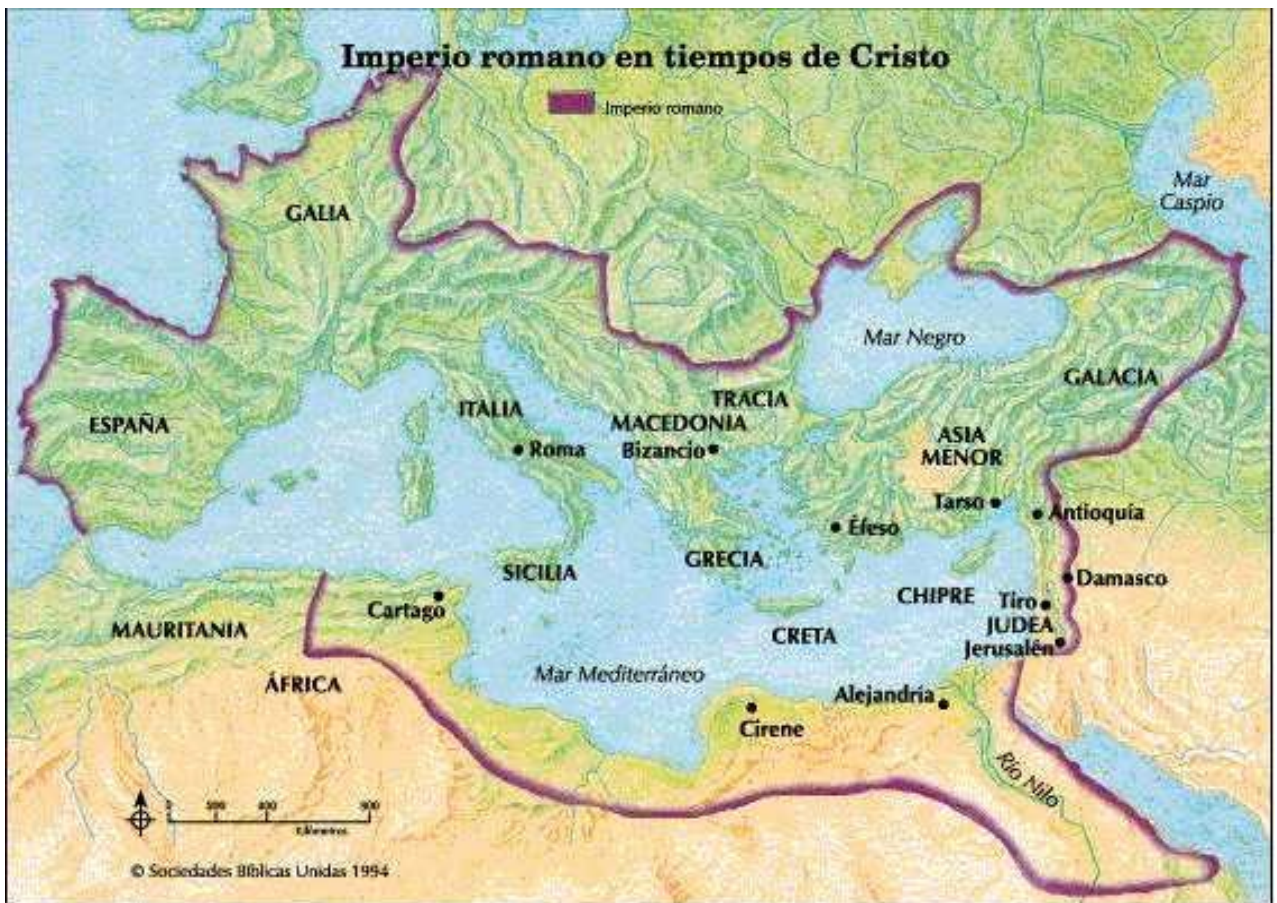 Imperio romano en tiempos de Cristo
Imperio romano
Mar
Caspio
GALIA
Mar Negro
GALACIA
ESPAÑA
ITALIA
TRACIA
MACEDONIA
Roma
Bizancio
ASIA
MENOR
Tarso
Antioquía
Éfeso
SICILIA
GRECIA
Damasco
CHIPRE
Tiro
Cartago
MAURITANIA
CRETA
JUDEA
Jerusalén
Mar Mediterráneo
ÁFRICA
Alejandría
Cirene
Río Nilo
0
Kilómetros
© Sociedades Bíblicas Unidas 1994